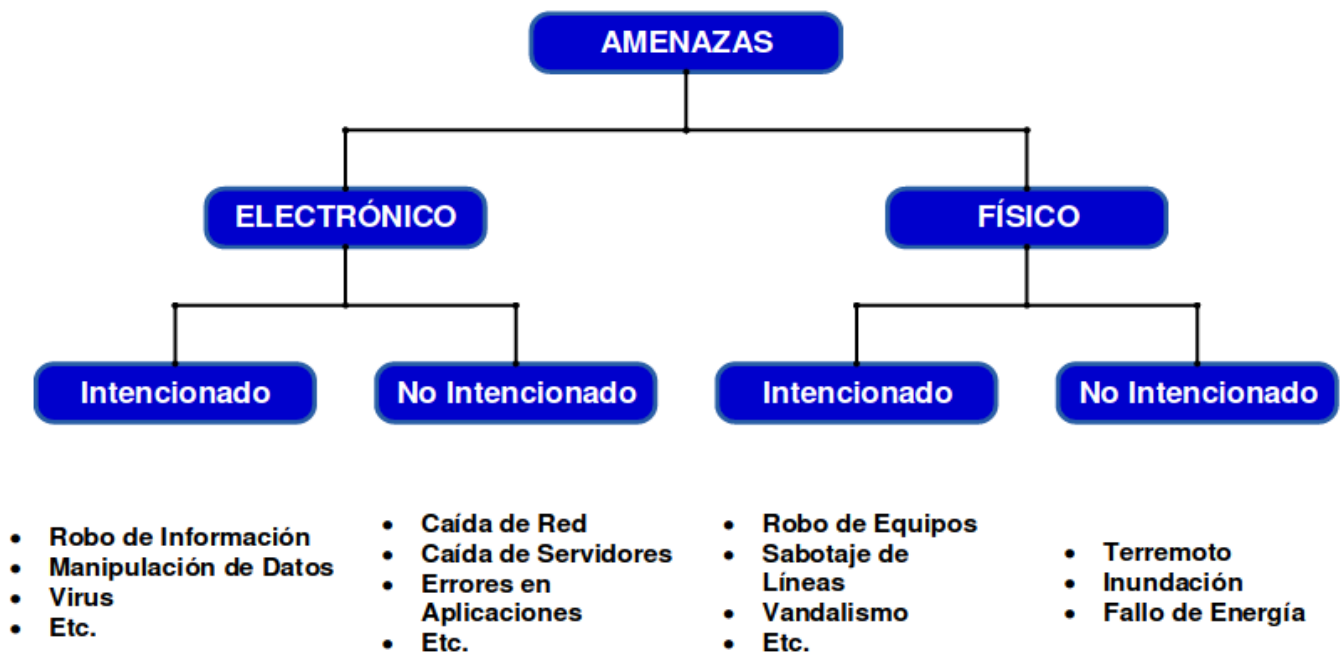 AMENAZAS
ELECTRÓNICO
FÍSICO
Intencionado
No Intencionado
Intencionado
No Intencionado
• Robo de Información
• Manipulación de Datos
• Virus
• Etc.
• Caída de Red
• Caída de Servidores
• Errores en
Aplicaciones
• Etc.
• Robo de Equipos
• Sabotaje de
Líneas
• Vandalismo
• Etc.
• Terremoto
• Inundación
• Fallo de Energía